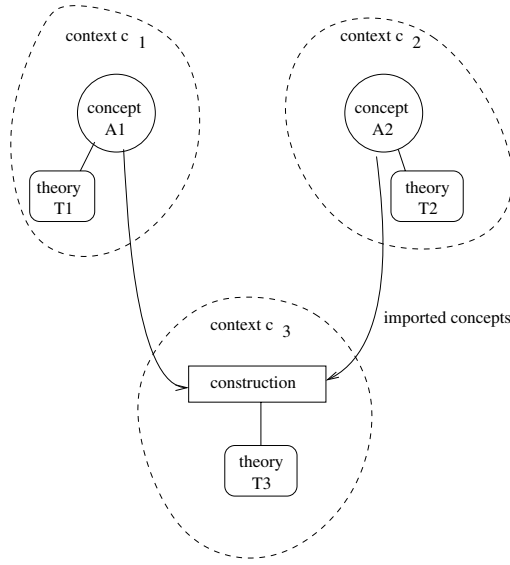 context c 1
concept
A1
theory
T1
context c 2
concept
A2
theory
T2
imported concepts
context c 3
construction
theory
T3